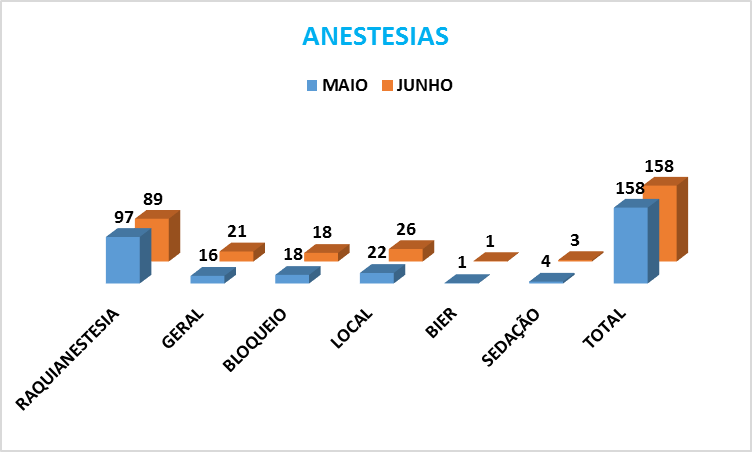 ANESTESIAS
MAIO JUNHO
97 89
16 21
18 18
22 26
1 1
4 3
158 158
RAQUIANESTESIA
GERAL
BLOQUEIO
LOCAL
BIER
SEDAÇÃO
TOTAL